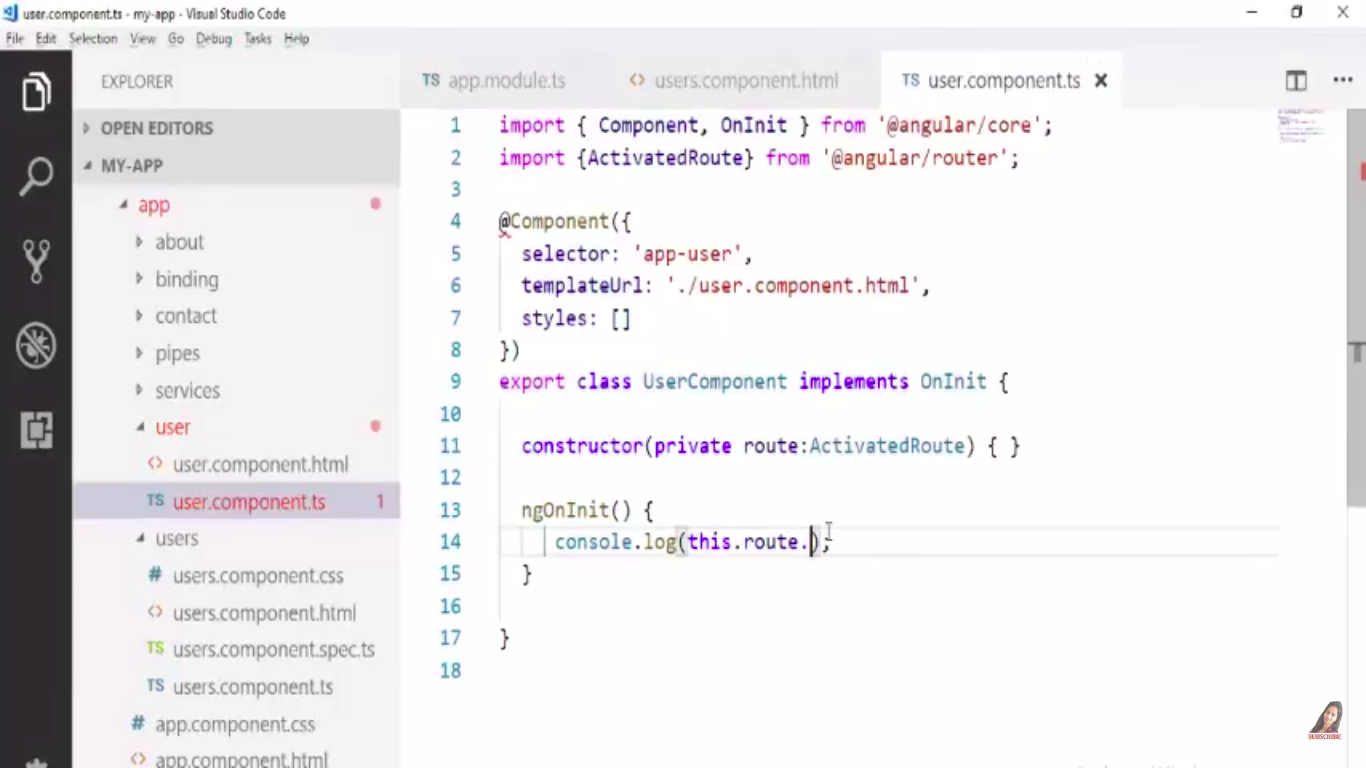 user.component.ts - my-app - Visual Studio Code
File Edit Selection View Go Debug Tasks Help
EXPLORER
OPEN EDITORS
MY-APP
app
about
binding
contact
pipes
services
user
user.component.html
TS user.component.ts 1
users
# users.component.css
users.component.html
TS users.component.spec.ts
TS users.component.ts
# app.component.css
app.component.html
TS app.module.ts
users.component.html
TS user.component.ts
1 import { Component, OnInit } from '@angular/core';
2 import {ActivatedRoute} from '@angular/router';
3
4 @Component({
5 selector: 'app-user',
6 templateUrl: './user.component.html',
7 styles: []
8 })
9 export class UserComponent implements OnInit {
10
11 constructor(private route:ActivatedRoute) { }
12
13 ngOnInit() {
14 console.log(this.route.);
15 }
16
17 }
18
SUBSCRIBE